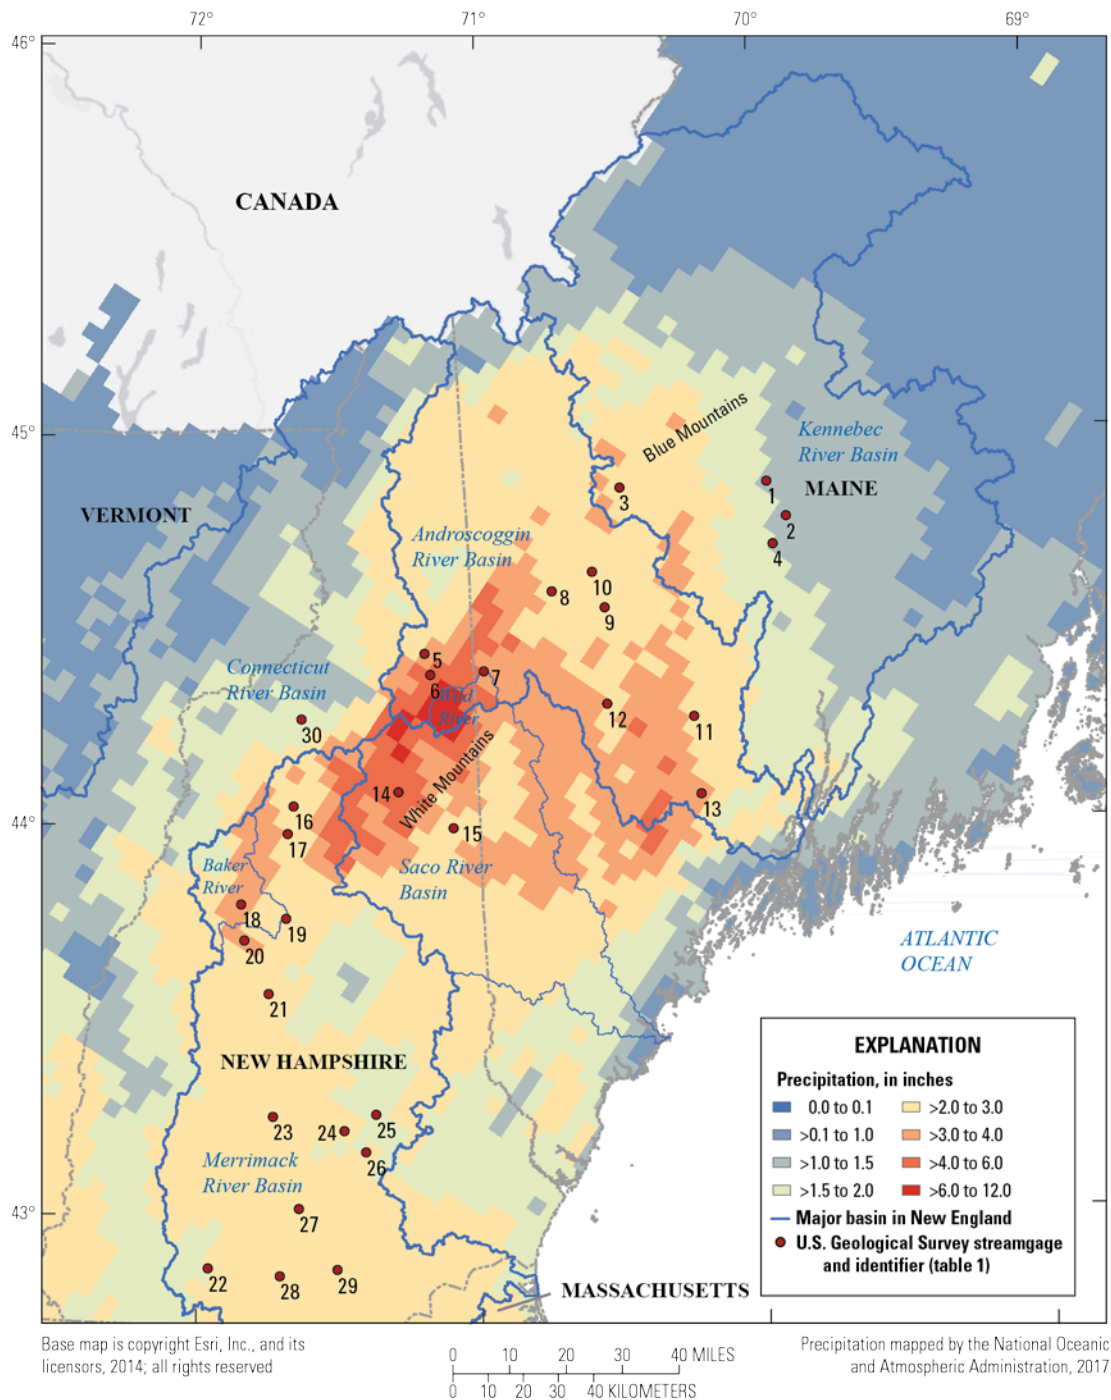 72°
71°
70°
69°
46°
CANADA
45°
Blue Mountains
Kennebec
River Basin
MAINE
1
2
3
4
VERMONT
Androscoggin
River Basin
10
8
9
5
6
7
Wild
River
Connecticut
River Basin
30
12
11
White Mountains
14
13
44°
16
17
15
Baker
River
Saco River
Basin
18
19
20
ATLANTIC
OCEAN
21
NEW HAMPSHIRE
23
24
25
26
Merrimack
River Basin
27
43°
22
28
29
MASSACHUSETTS
EXPLANATION
Precipitation, in inches
0.0 to 0.1
>0.1 to 1.0
>1.0 to 1.5
>1.5 to 2.0
>2.0 to 3.0
>3.0 to 4.0
>4.0 to 6.0
>6.0 to 12.0
Major basin in New England
U.S. Geological Survey streamgage
and identifier (table 1)
Base map is copyright Esri, Inc., and its
licensors, 2014; all rights reserved
0 10 20 30 40 MILES
0 10 20 30 40 KILOMETERS
Precipitation mapped by the National Oceanic
and Atmospheric Administration, 2017